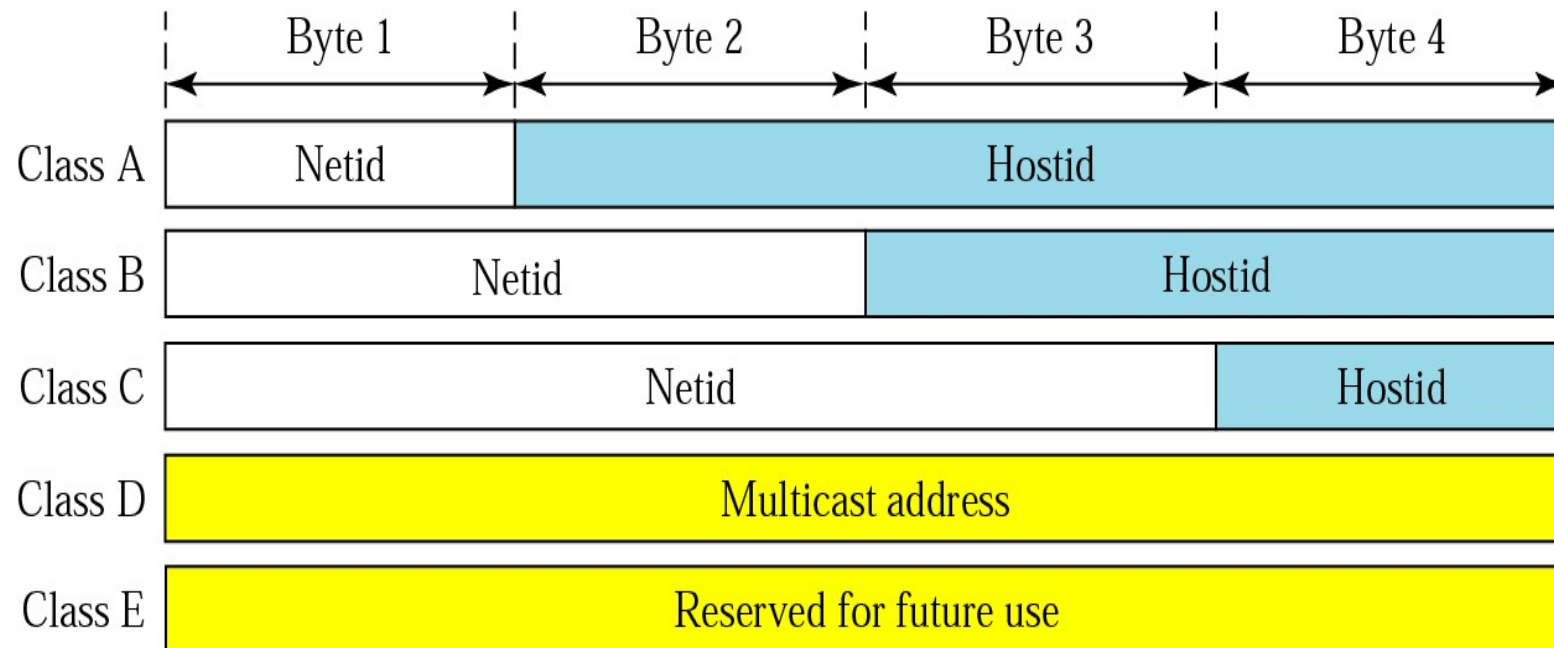 Byte 1 Byte 2 Byte 3 Byte 4
Class A Netid Hostid
Class B Netid Hostid
Class C Netid Hostid
Class D Multicast address
Class E Reserved for future use